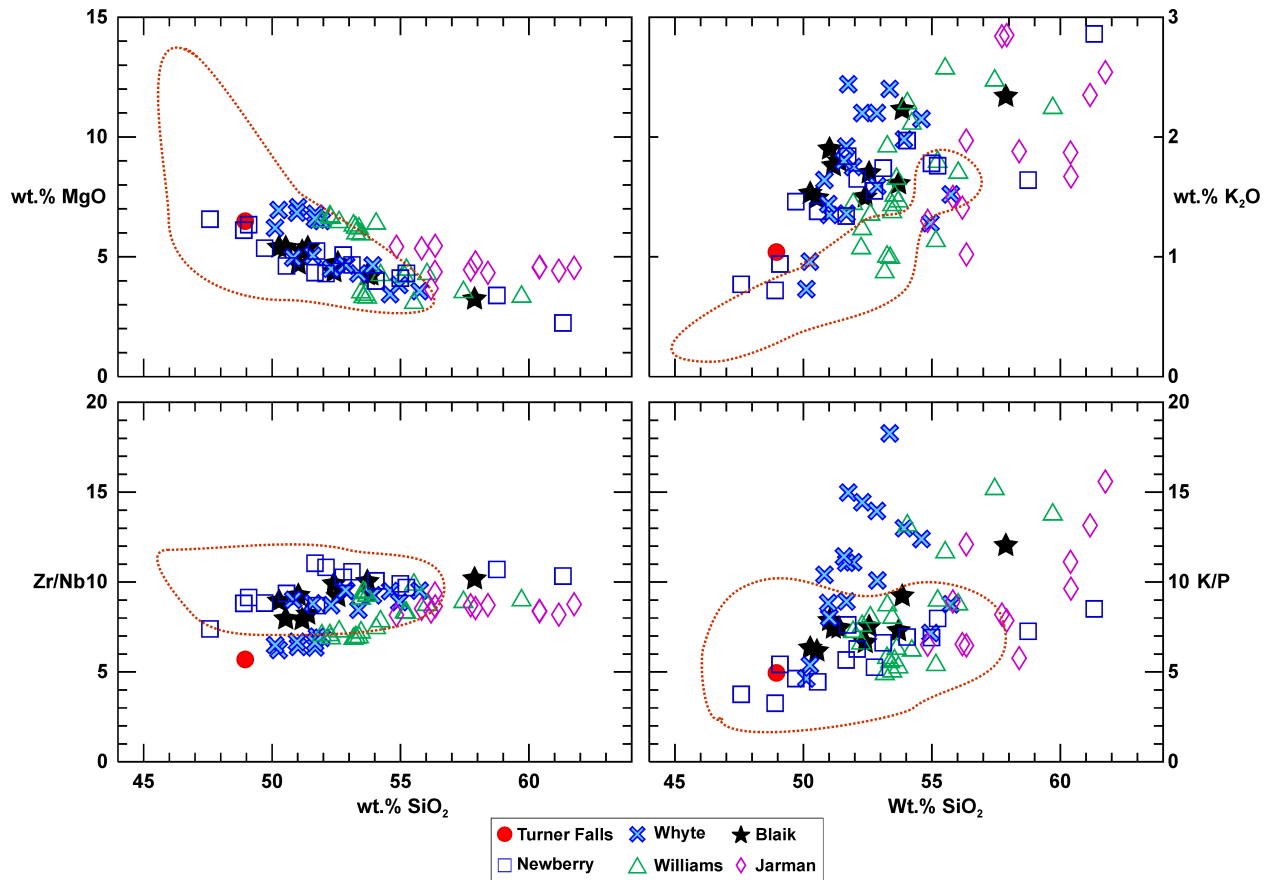 15
10
wt.% MgO
5
0
3
2
wt.% K2O
1
0
20
15
Zr/Nb10
5
0
20
15
10 K/P
5
0
45 50 55 60
wt.% SiO2
45 50 55 60
Wt.% SiO2
Turner Falls Whyte Blaik
Newberry Williams Jarman